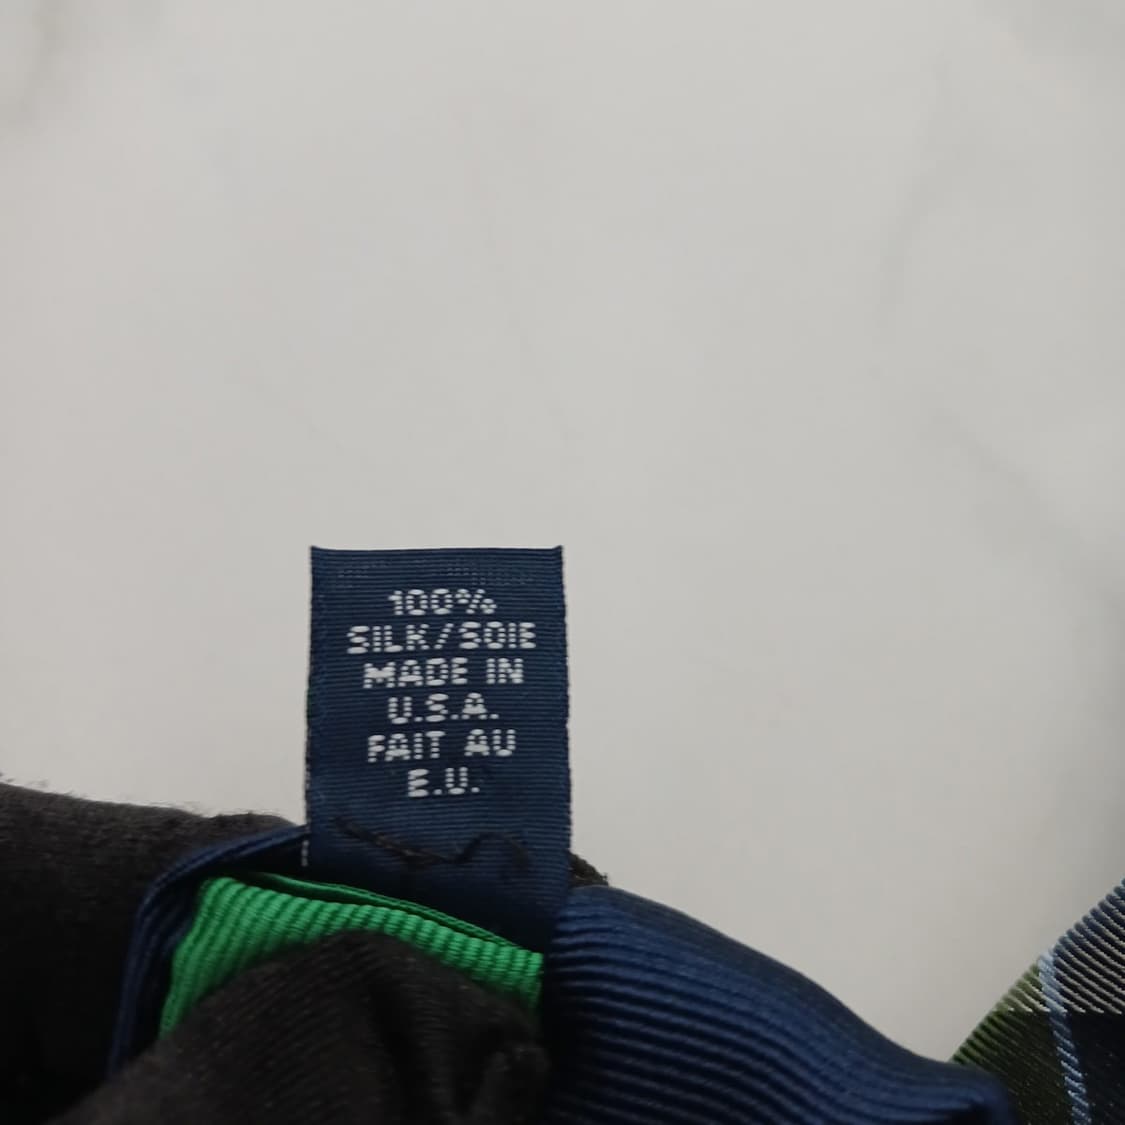 100%
SILK/SOIE
MADE IN
U.S.A.
FAIT AU
E.U.